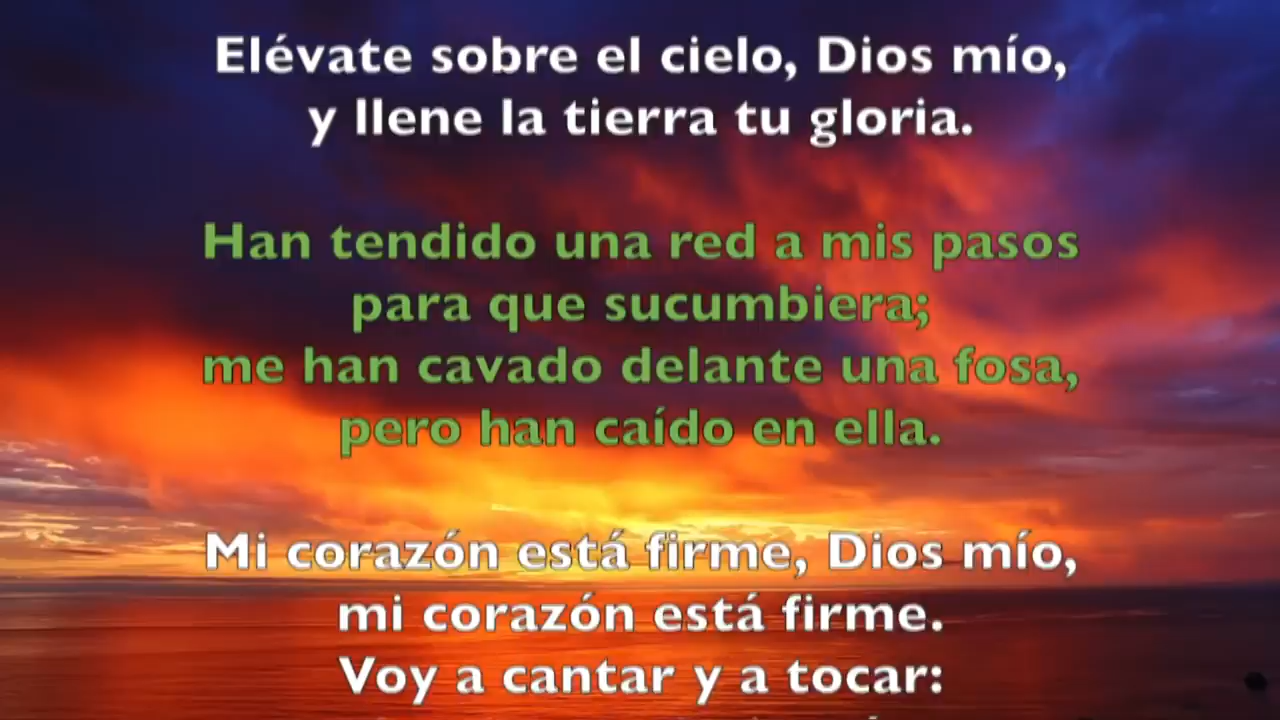 Elévate sobre el cielo, Dios mío,
y llene la tierra tu gloria.
Han tendido una red a mis pasos
para que sucumbiera;
me han cavado delante una fosa,
pero han caído en ella.
Mi corazón está firme, Dios mío,
mi corazón está firme.
Voy a cantar y a tocar: